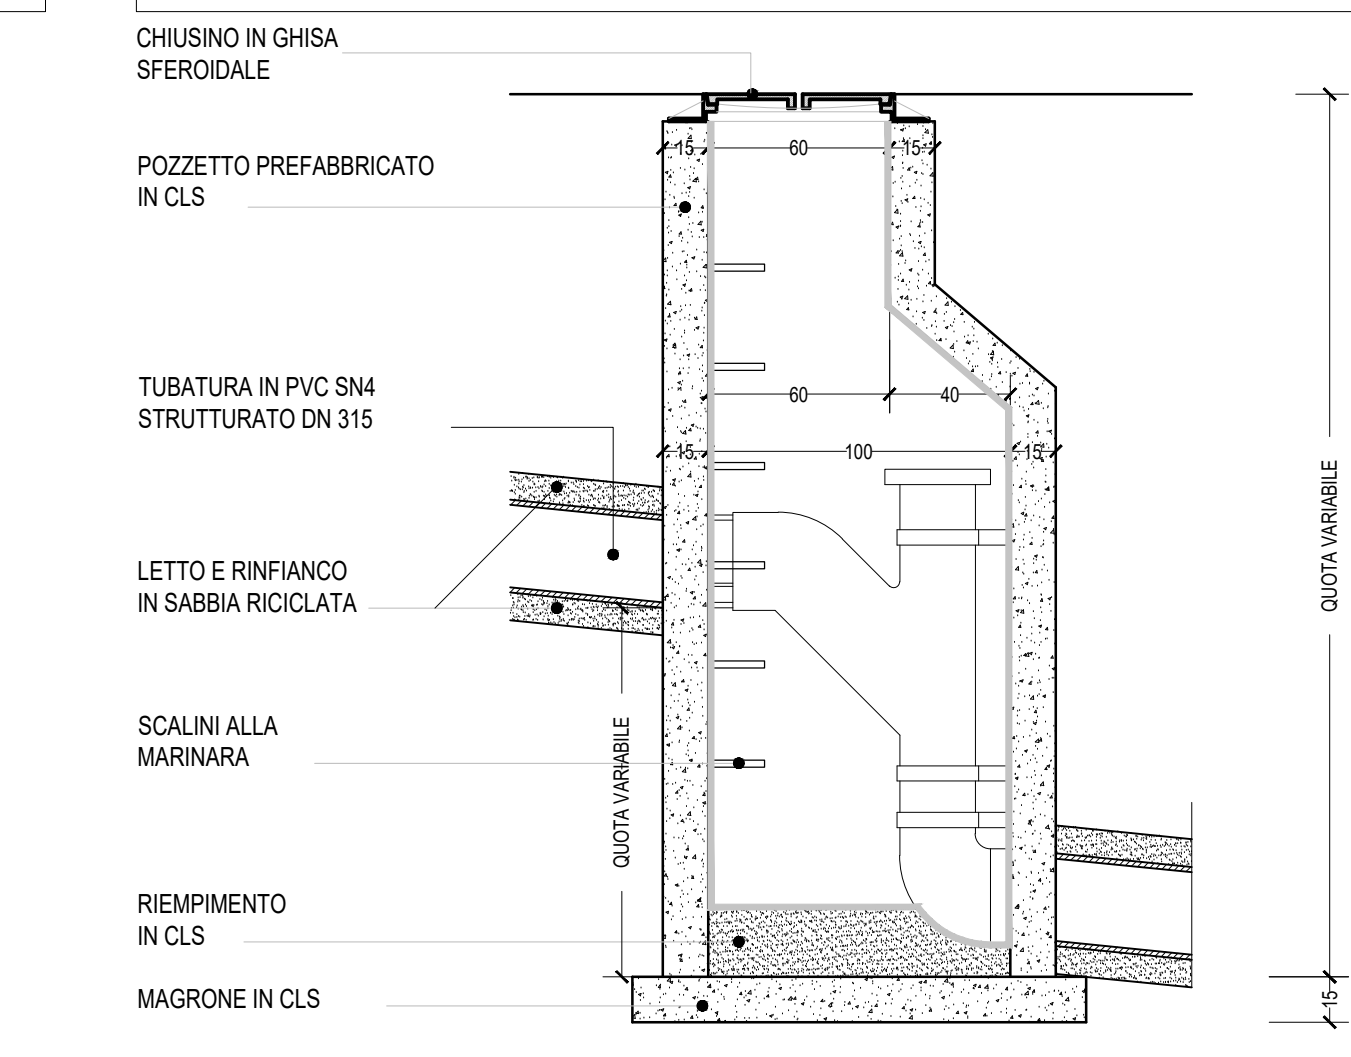 CHIUSINO IN GHISA
SFEROIDALE
POZZETTO PREFABBRICATO
IN CLS
15
60
15
TUBATURA IN PVC SN4
STRUTTURATO DN 315
60
40
15
100
15
QUOTA VARIABILE
LETTO E RINFIANCO
IN SABBIA RICICLATA
SCALINI ALLA
MARINARA
QUOTA VARIABILE
RIEMPIMENTO
IN CLS
MAGRONE IN CLS
15